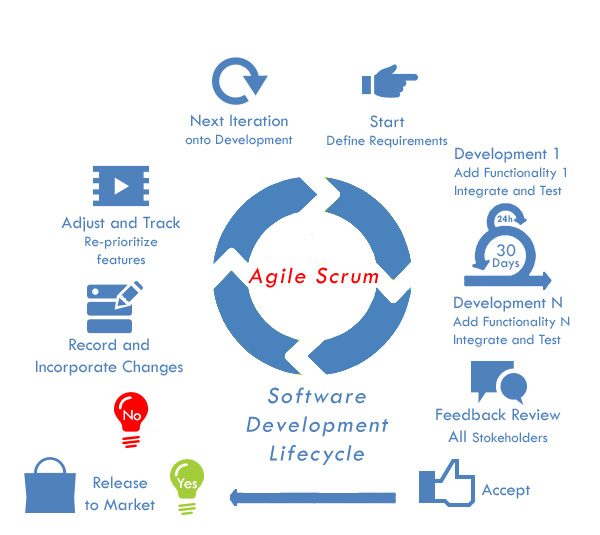 Next Iteration
onto Development
Start
Define Requirements
Development 1
Add Functionality 1
Integrate and Test
24h
30
Days
Development N
Add Functionality N
Integrate and Test
Feedback Review
All Stekeholders
Accept
Yes
Release
to Market
No
Record and
Incorporate Changes
Adjust and Track
Re-prioritize
features
Agile Scrum
Software
Development
Lifecycle